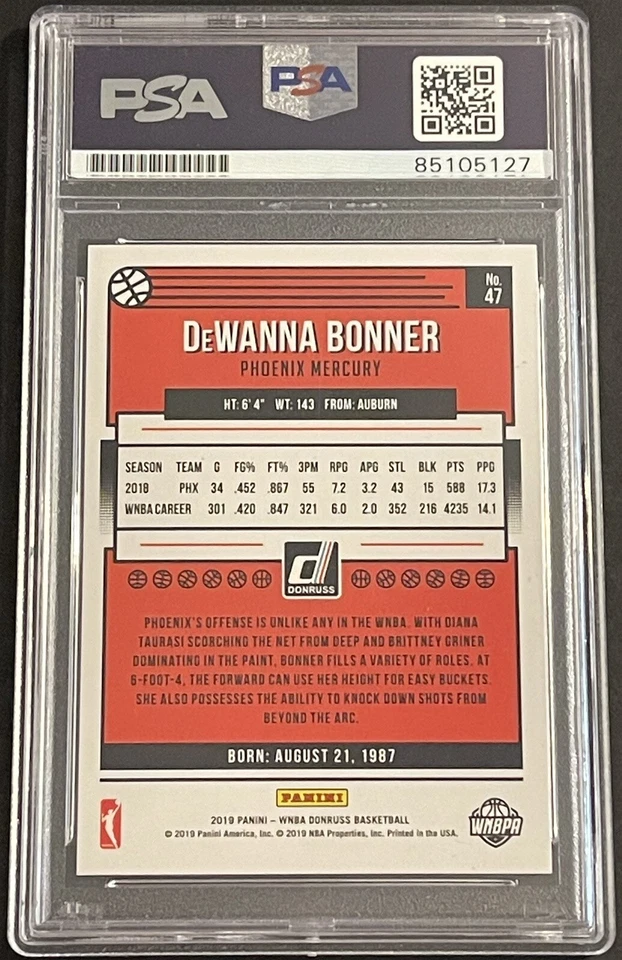 PSA
PSA
85105127
No.
47
DeWANNA BONNER
PHOENIX MERCURY
HT: 6' 4" WT: 143 FROM: AUBURN
SEASON TEAM G FG% FT% 3PM RPG APG STL BLK PTS PPG
2018 PHX 34 .452 .867 55 7.2 3.2 43 15 588 17.3
WNBA CAREER 301 .420 .847 321 6.0 2.0 352 216 4235 14.1
d
DONRUSS
PHOENIX'S OFFENSE IS UNLIKE ANY IN THE WNBA. WITH DIANA
TAURASI SCORCHING THE NET FROM DEEP AND BRITTNEY GRINER
DOMINATING IN THE PAINT, BONNER FILLS A VARIETY OF ROLES. AT
6-FOOT-4, THE FORWARD CAN USE HER HEIGHT FOR EASY BUCKETS.
SHE ALSO POSSESSES THE ABILITY TO KNOCK DOWN SHOTS FROM
BEYOND THE ARC.
BORN: AUGUST 21, 1987
PANINI
2019 PANINI – WNBA DONRUSS BASKETBALL
© 2019 Panini America, Inc. © 2019 NBA Properties, Inc. Printed in the USA.
WNBPA